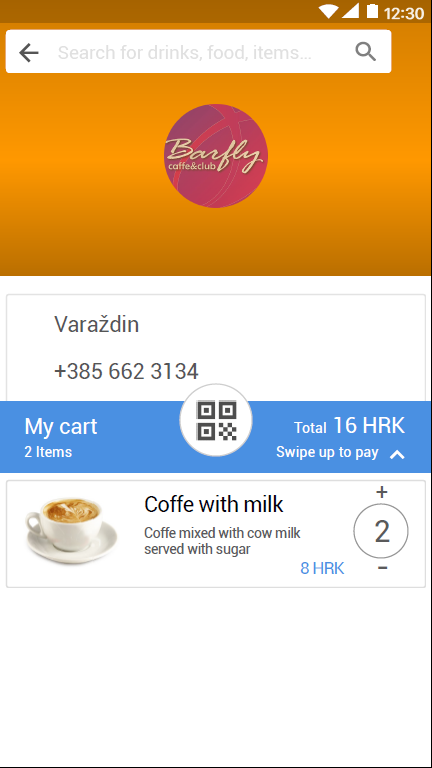 12:30
Search for drinks, food, items...
Barfly
caffe&club
Varaždin
+385 662 3134
My cart
Total 16 HRK
2 Items
Swipe up to pay
+
Coffe with milk
2
Coffe mixed with cow milk
served with sugar
8 HRK
-